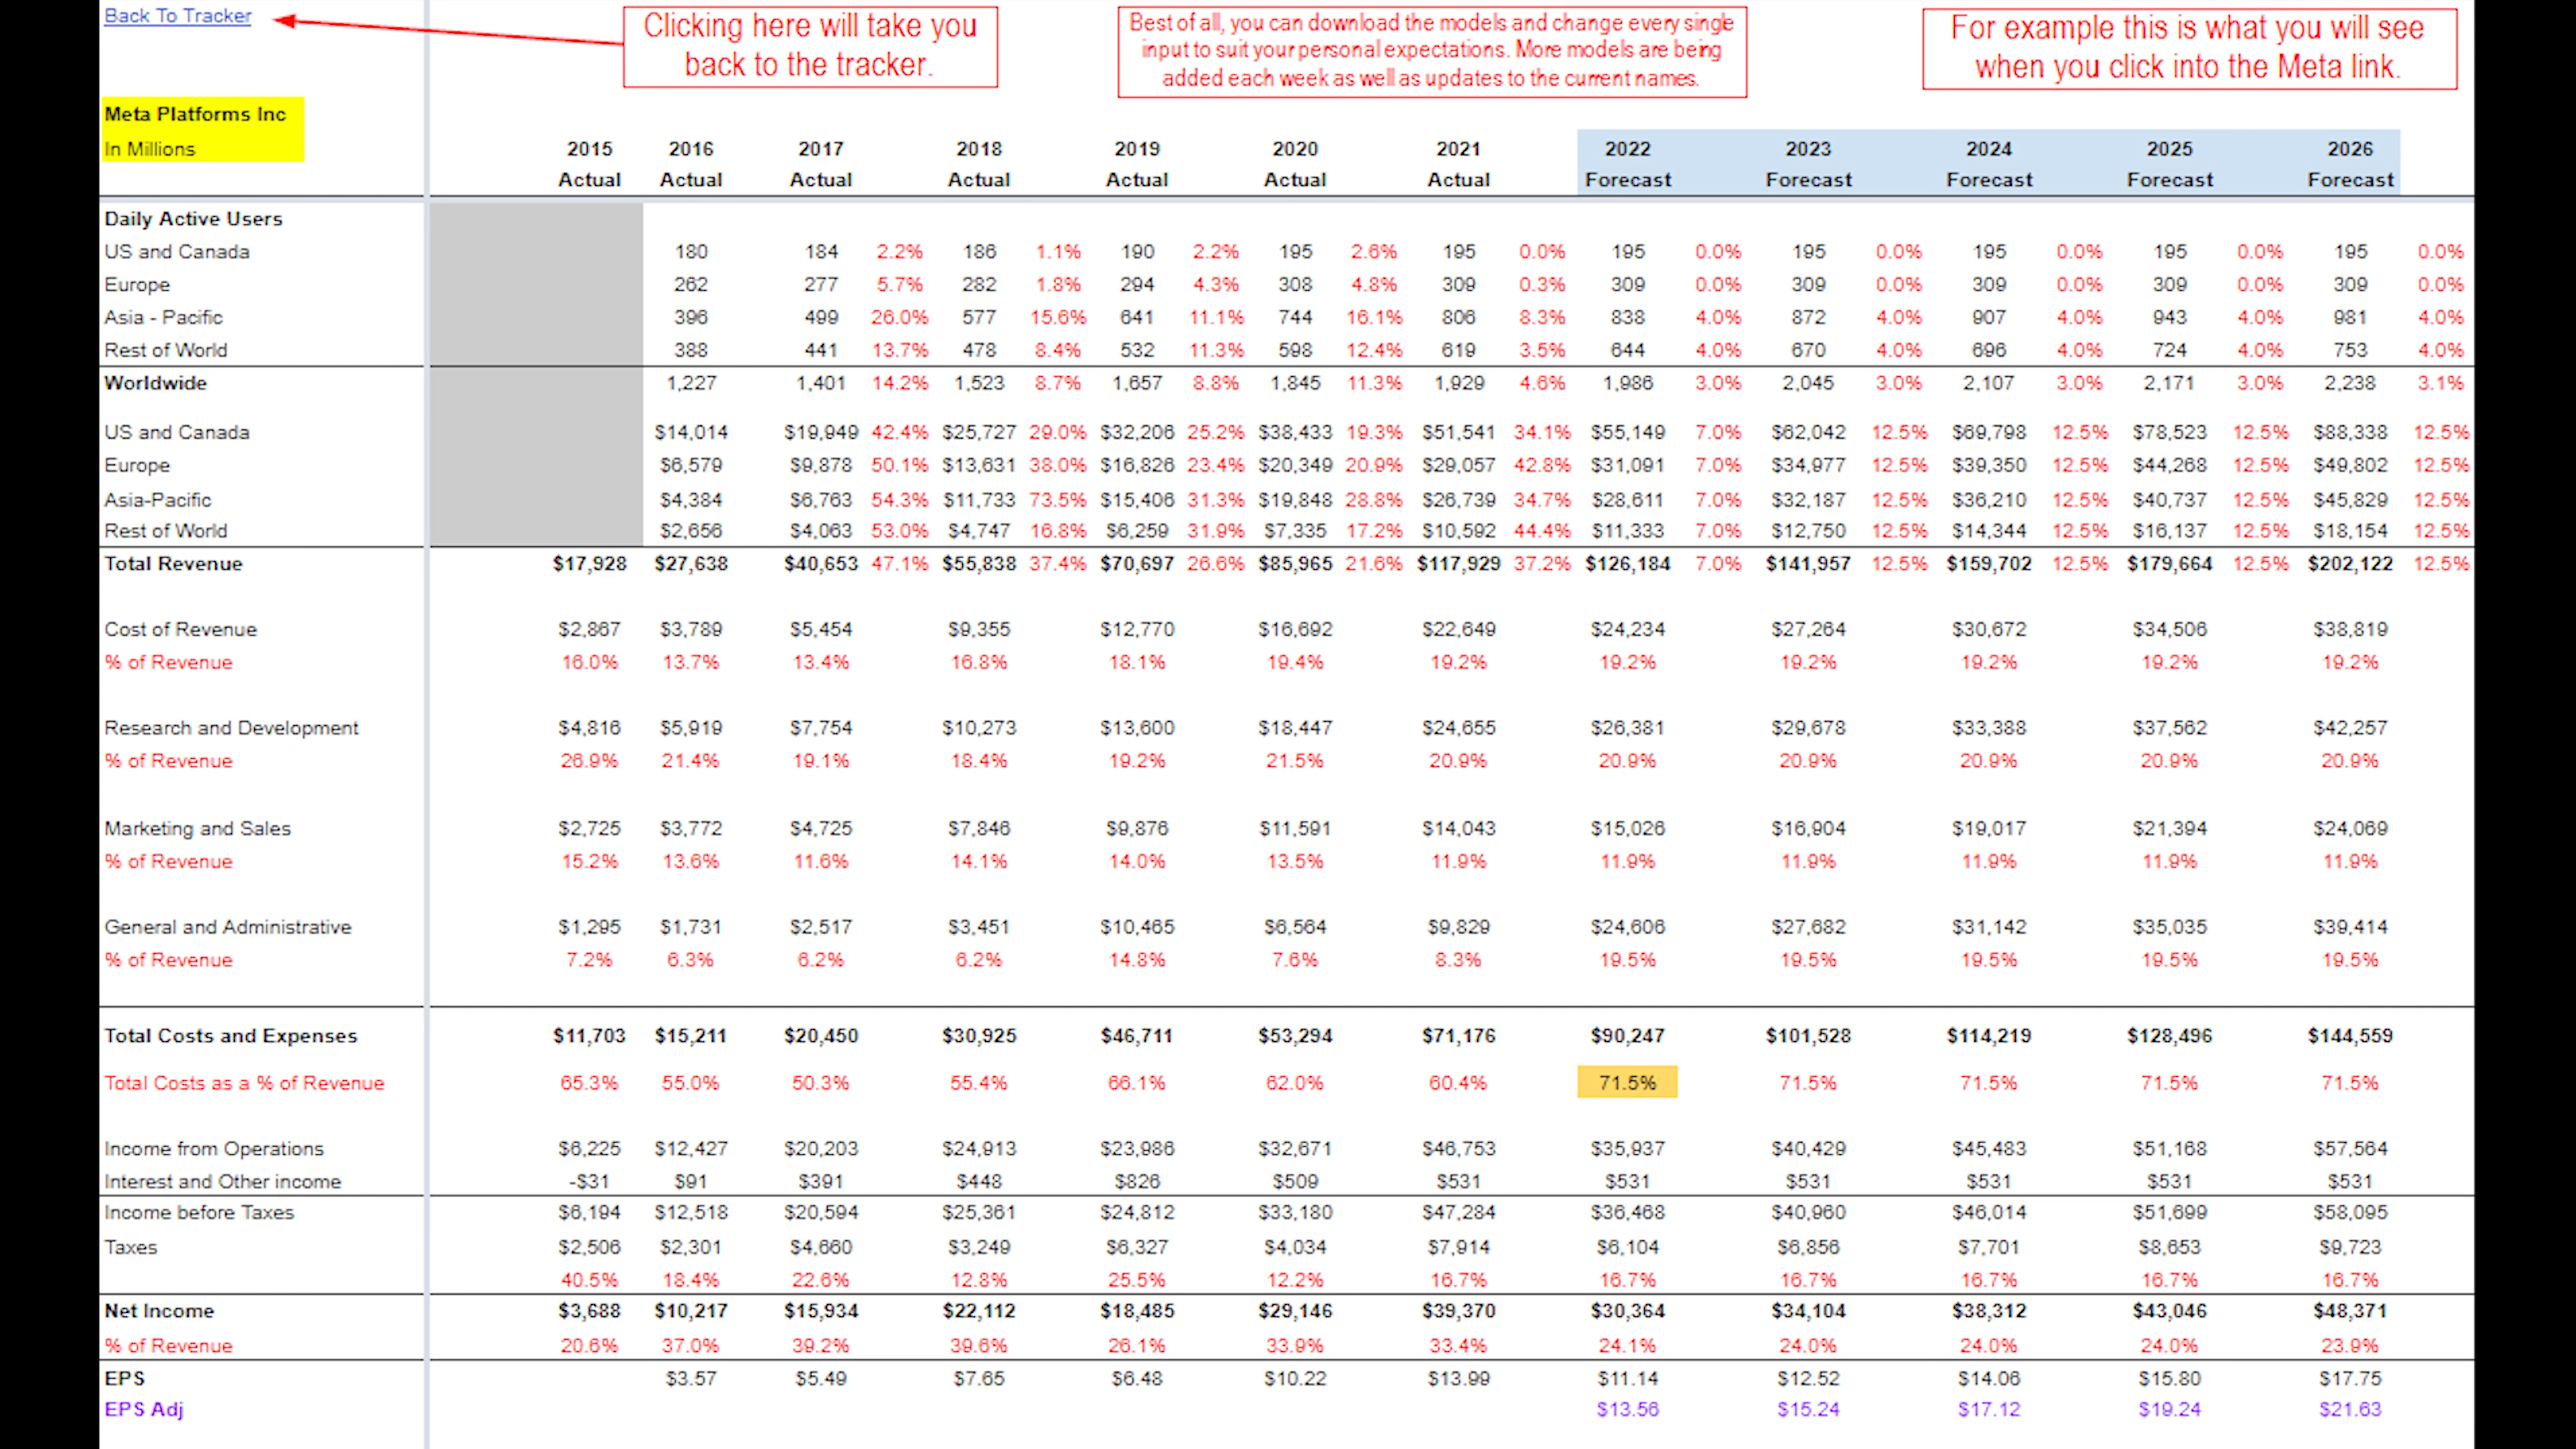 Back To Tracker
Clicking here will take you
back to the tracker.
Best of all, you can download the models and change every single
input to suit your personal expectations. More models are being
added each week as well as updates to the current names.
For example this is what you will see
when you click into the Meta link.
Meta Platforms Inc
In Millions 2015 2016 2017 2018 2019 2020 2021 2022 2023 2024 2025 2026
Actual Actual Actual Actual Actual Actual Actual Forecast Forecast Forecast Forecast Forecast
Daily Active Users
US and Canada 180 184 2.2% 186 1.1% 190 2.2% 195 2.6% 195 0.0% 195 0.0% 195 0.0% 195 0.0% 195 0.0% 195 0.0%
Europe 262 277 5.7% 282 1.8% 294 4.3% 308 4.8% 309 0.3% 309 0.0% 309 0.0% 309 0.0% 309 0.0% 309 0.0%
Asia - Pacific 396 499 26.0% 577 15.6% 641 11.1% 744 16.1% 806 8.3% 838 4.0% 872 4.0% 907 4.0% 943 4.0% 981 4.0%
Rest of World 388 441 13.7% 478 8.4% 532 11.3% 598 12.4% 619 3.5% 644 4.0% 670 4.0% 696 4.0% 724 4.0% 753 4.0%
Worldwide 1,227 1,401 14.2% 1,523 8.7% 1,657 8.8% 1,845 11.3% 1,929 4.6% 1,986 3.0% 2,045 3.0% 2,107 3.0% 2,171 3.0% 2,238 3.1%
US and Canada $14,014 $19,949 42.4% $25,727 29.0% $32,206 25.2% $38,433 19.3% $51,541 34.1% $55,149 7.0% $62,042 12.5% $69,798 12.5% $78,523 12.5% $88,338 12.5%
Europe $6,579 $9,878 50.1% $13,631 38.0% $16,826 23.4% $20,349 20.9% $29,057 42.8% $31,091 7.0% $34,977 12.5% $39,350 12.5% $44,268 12.5% $49,802 12.5%
Asia-Pacific $4,384 $6,763 54.3% $11,733 73.5% $15,406 31.3% $19,848 28.8% $26,739 34.7% $28,611 7.0% $32,187 12.5% $36,210 12.5% $40,737 12.5% $45,829 12.5%
Rest of World $2,656 $4,063 53.0% $4,747 16.8% $6,259 31.9% $7,335 17.2% $10,592 44.4% $11,333 7.0% $12,750 12.5% $14,344 12.5% $16,137 12.5% $18,154 12.5%
Total Revenue $17,928 $27,638 $40,653 47.1% $55,838 37.4% $70,697 26.6% $85,965 21.6% $117,929 37.2% $126,184 7.0% $141,957 12.5% $159,702 12.5% $179,664 12.5% $202,122 12.5%
Cost of Revenue $2,867 $3,789 $5,454 $9,355 $12,770 $16,692 $22,649 $24,234 $27,264 $30,672 $34,506 $38,819
% of Revenue 16.0% 13.7% 13.4% 16.8% 18.1% 19.4% 19.2% 19.2% 19.2% 19.2% 19.2% 19.2%
Research and Development $4,816 $5,919 $7,754 $10,273 $13,600 $18,447 $24,655 $26,381 $29,678 $33,388 $37,562 $42,257
% of Revenue 26.9% 21.4% 19.1% 18.4% 19.2% 21.5% 20.9% 20.9% 20.9% 20.9% 20.9% 20.9%
Marketing and Sales $2,725 $3,772 $4,725 $7,846 $9,876 $11,591 $14,043 $15,026 $16,904 $19,017 $21,394 $24,069
% of Revenue 15.2% 13.6% 11.6% 14.1% 14.0% 13.5% 11.9% 11.9% 11.9% 11.9% 11.9% 11.9%
General and Administrative $1,295 $1,731 $2,517 $3,451 $10,465 $6,564 $9,829 $24,606 $27,682 $31,142 $35,035 $39,414
% of Revenue 7.2% 6.3% 6.2% 6.2% 14.8% 7.6% 8.3% 19.5% 19.5% 19.5% 19.5% 19.5%
Total Costs and Expenses $11,703 $15,211 $20,450 $30,925 $46,711 $53,294 $71,176 $90,247 $101,528 $114,219 $128,496 $144,559
Total Costs as a % of Revenue 65.3% 55.0% 50.3% 55.4% 66.1% 62.0% 60.4% 71.5% 71.5% 71.5% 71.5% 71.5%
Income from Operations $6,225 $12,427 $20,203 $24,913 $23,986 $32,671 $46,753 $35,937 $40,429 $45,483 $51,168 $57,564
Interest and Other income -$31 $91 $391 $448 $826 $509 $531 $531 $531 $531 $531 $531
Income before Taxes $6,194 $12,518 $20,594 $25,361 $24,812 $33,180 $47,284 $36,468 $40,960 $46,014 $51,699 $58,095
Taxes $2,506 $2,301 $4,660 $3,249 $6,327 $4,034 $7,914 $6,104 $6,856 $7,701 $8,653 $9,723
40.5% 18.4% 22.6% 12.8% 25.5% 12.2% 16.7% 16.7% 16.7% 16.7% 16.7% 16.7%
Net Income $3,688 $10,217 $15,934 $22,112 $18,485 $29,146 $39,370 $30,364 $34,104 $38,312 $43,046 $48,371
% of Revenue 20.6% 37.0% 39.2% 39.6% 26.1% 33.9% 33.4% 24.1% 24.0% 24.0% 24.0% 23.9%
EPS $3.57 $5.49 $7.65 $6.48 $10.22 $13.99 $11.14 $12.52 $14.06 $15.80 $17.75
EPS Adj $13.56 $15.24 $17.12 $19.24 $21.63